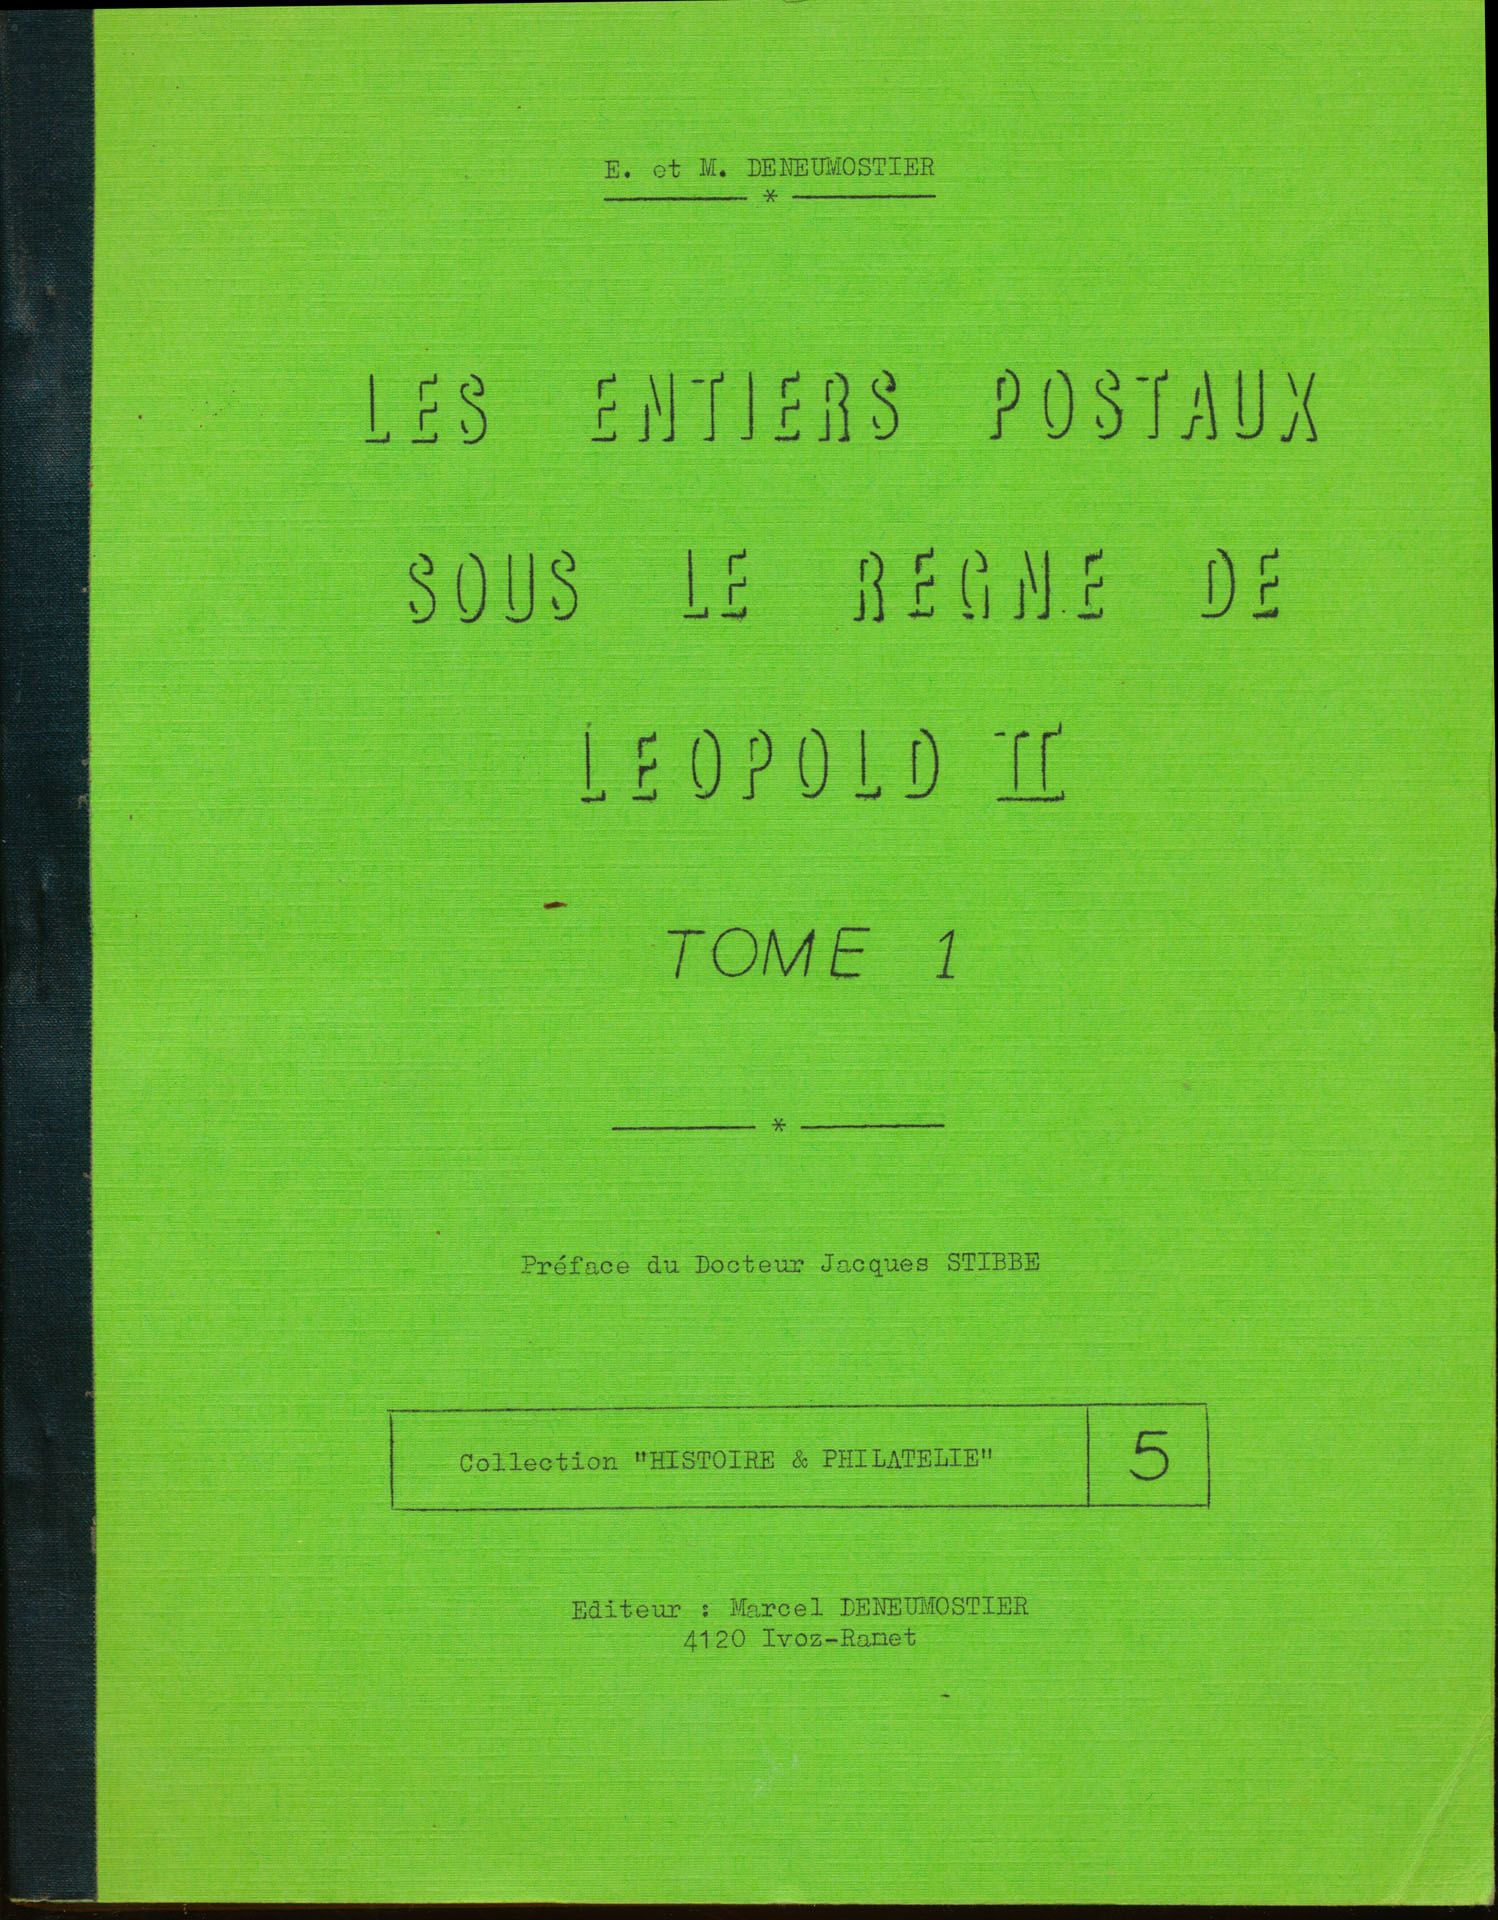 E. et M. DENEUMOSTIER
*
LES ENTIERS POSTAUX
SOUS LE REGNE DE
LEOPOLD II
TOME 1
*
Préface du Docteur Jacques STIBBE
Collection "HISTOIRE & PHILATELIE" 5
Editeur : Marcel DENEUMOSTIER
4120 Ivoz-Ramet